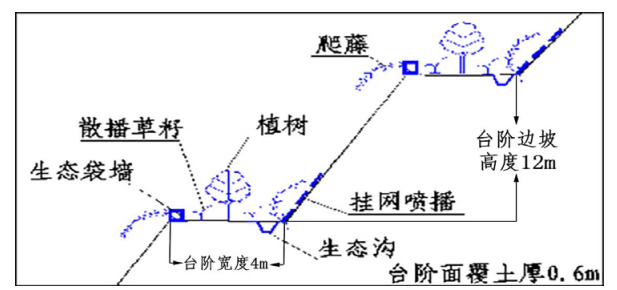 爬藤
散播草籽
植树
台阶边坡
高度12m
生态袋墙
挂网喷播
生态沟
台阶宽度4m
台阶面覆土厚0.6m